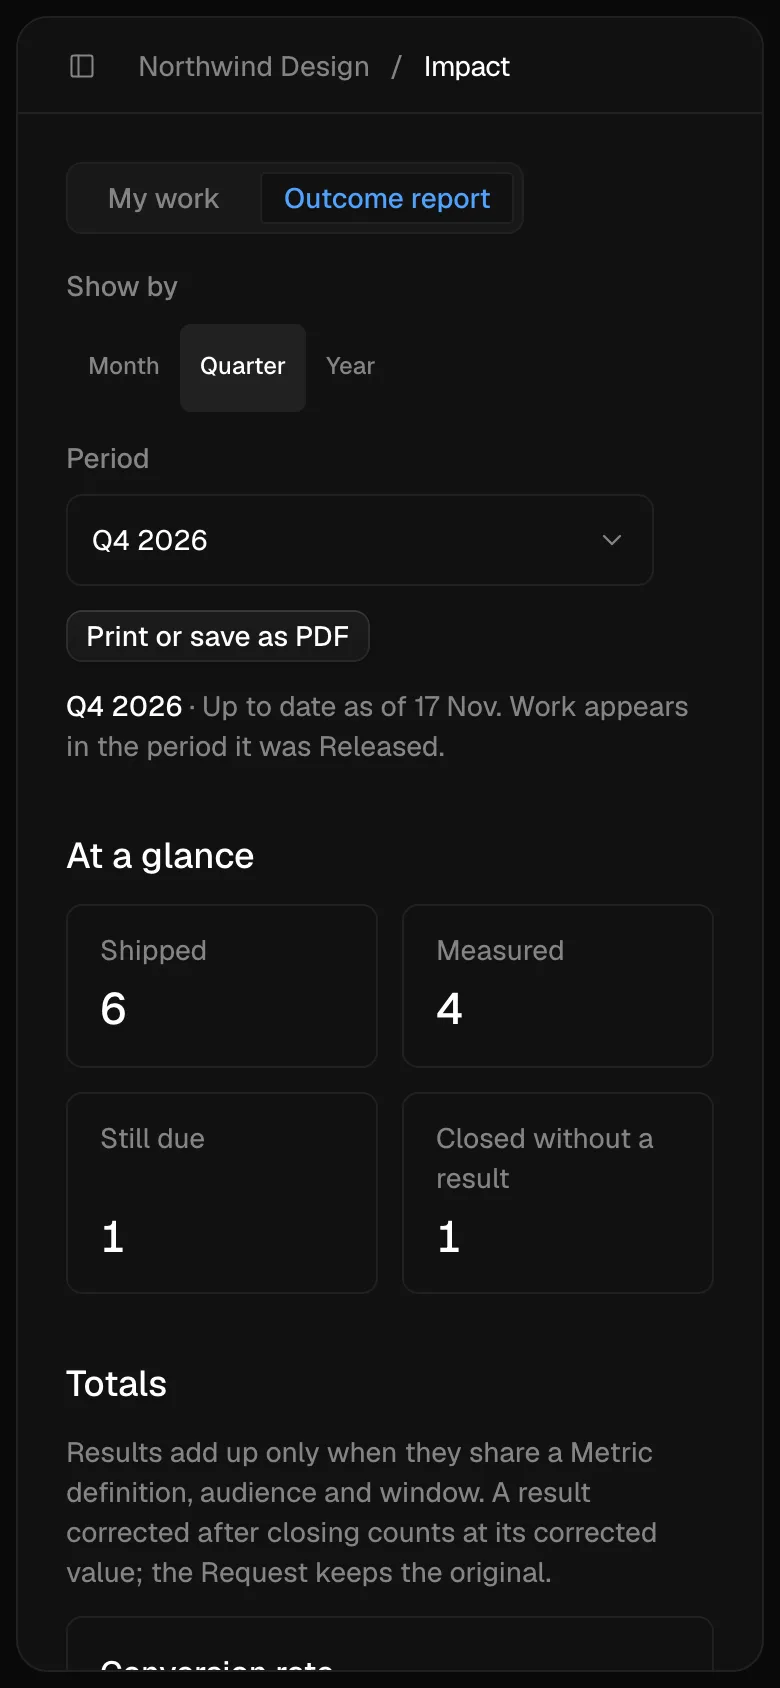 Northwind Design / Impact
My work
Outcome report
Show by
Month
Quarter
Year
Period
Q4 2026
Print or save as PDF
Q4 2026 · Up to date as of 17 Nov. Work appears
in the period it was Released.
At a glance
Shipped
6
Measured
4
Still due
1
Closed without a
result
1
Totals
Results add up only when they share a Metric
definition, audience and window. A result
corrected after closing counts at its corrected
value; the Request keeps the original.
Conversion rate